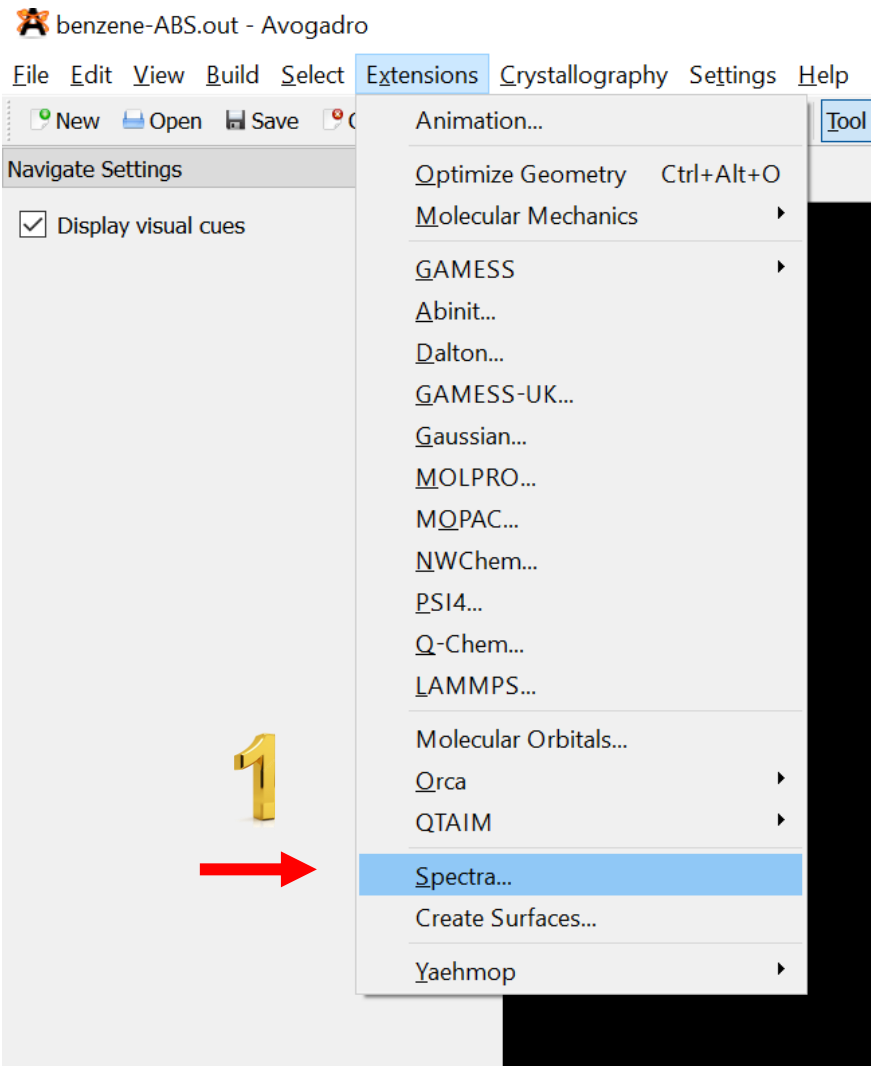 benzene-ABS.out - Avogadro
File Edit View Build Select Extensions Crystallography Settings Help
New Open Save Tool
Navigate Settings
Display visual cues
Animation...
Optimize Geometry Ctrl+Alt+O
Molecular Mechanics
GAMESS
Abinit...
Dalton...
GAMESS-UK...
Gaussian...
MOLPRO...
MOPAC...
NWChem...
PSI4...
Q-Chem...
LAMMPS...
Molecular Orbitals...
Orca
QTAIM
1
Spectra...
Create Surfaces...
Yaehmop